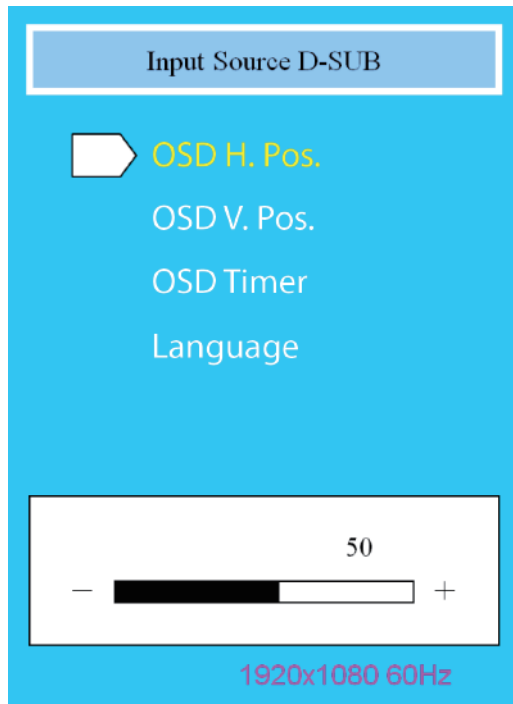 Input Source D-SUB
OSD H. Pos.
OSD V. Pos.
OSD Timer
Language
50
− +
1920x1080 60Hz